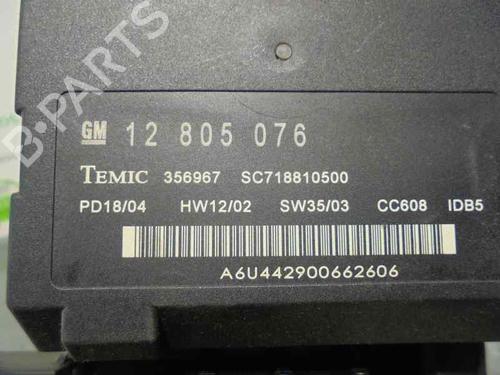 B-PARTS
GM 12 805 076
TEMIC 356967 SC718810500
PD18/04 HW12/02 SW35/03 CC608 IDB5
A6U442900662606